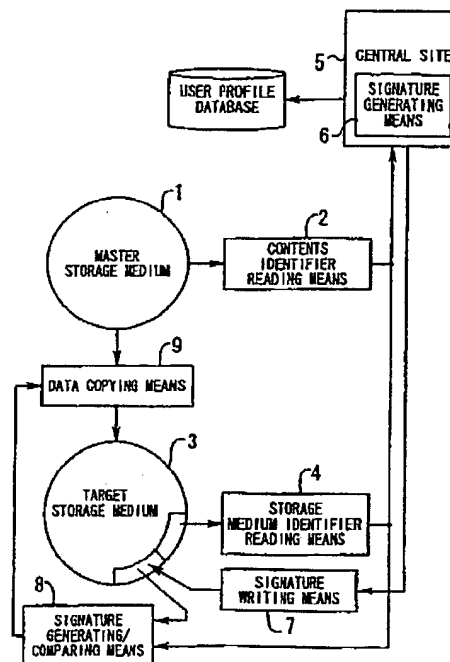 5
CENTRAL SITE
SIGNATURE
GENERATING
MEANS
6
USER PROFILE
DATABASE
1
MASTER
STORAGE MEDIUM
2
CONTENTS
IDENTIFIER
READING MEANS
9
DATA COPYING MEANS
3
TARGET
STORAGE MEDIUM
4
STORAGE
MEDIUM IDENTIFIER
READING MEANS
SIGNATURE
WRITING MEANS
7
8
SIGNATURE
GENERATING/
COMPARING MEANS